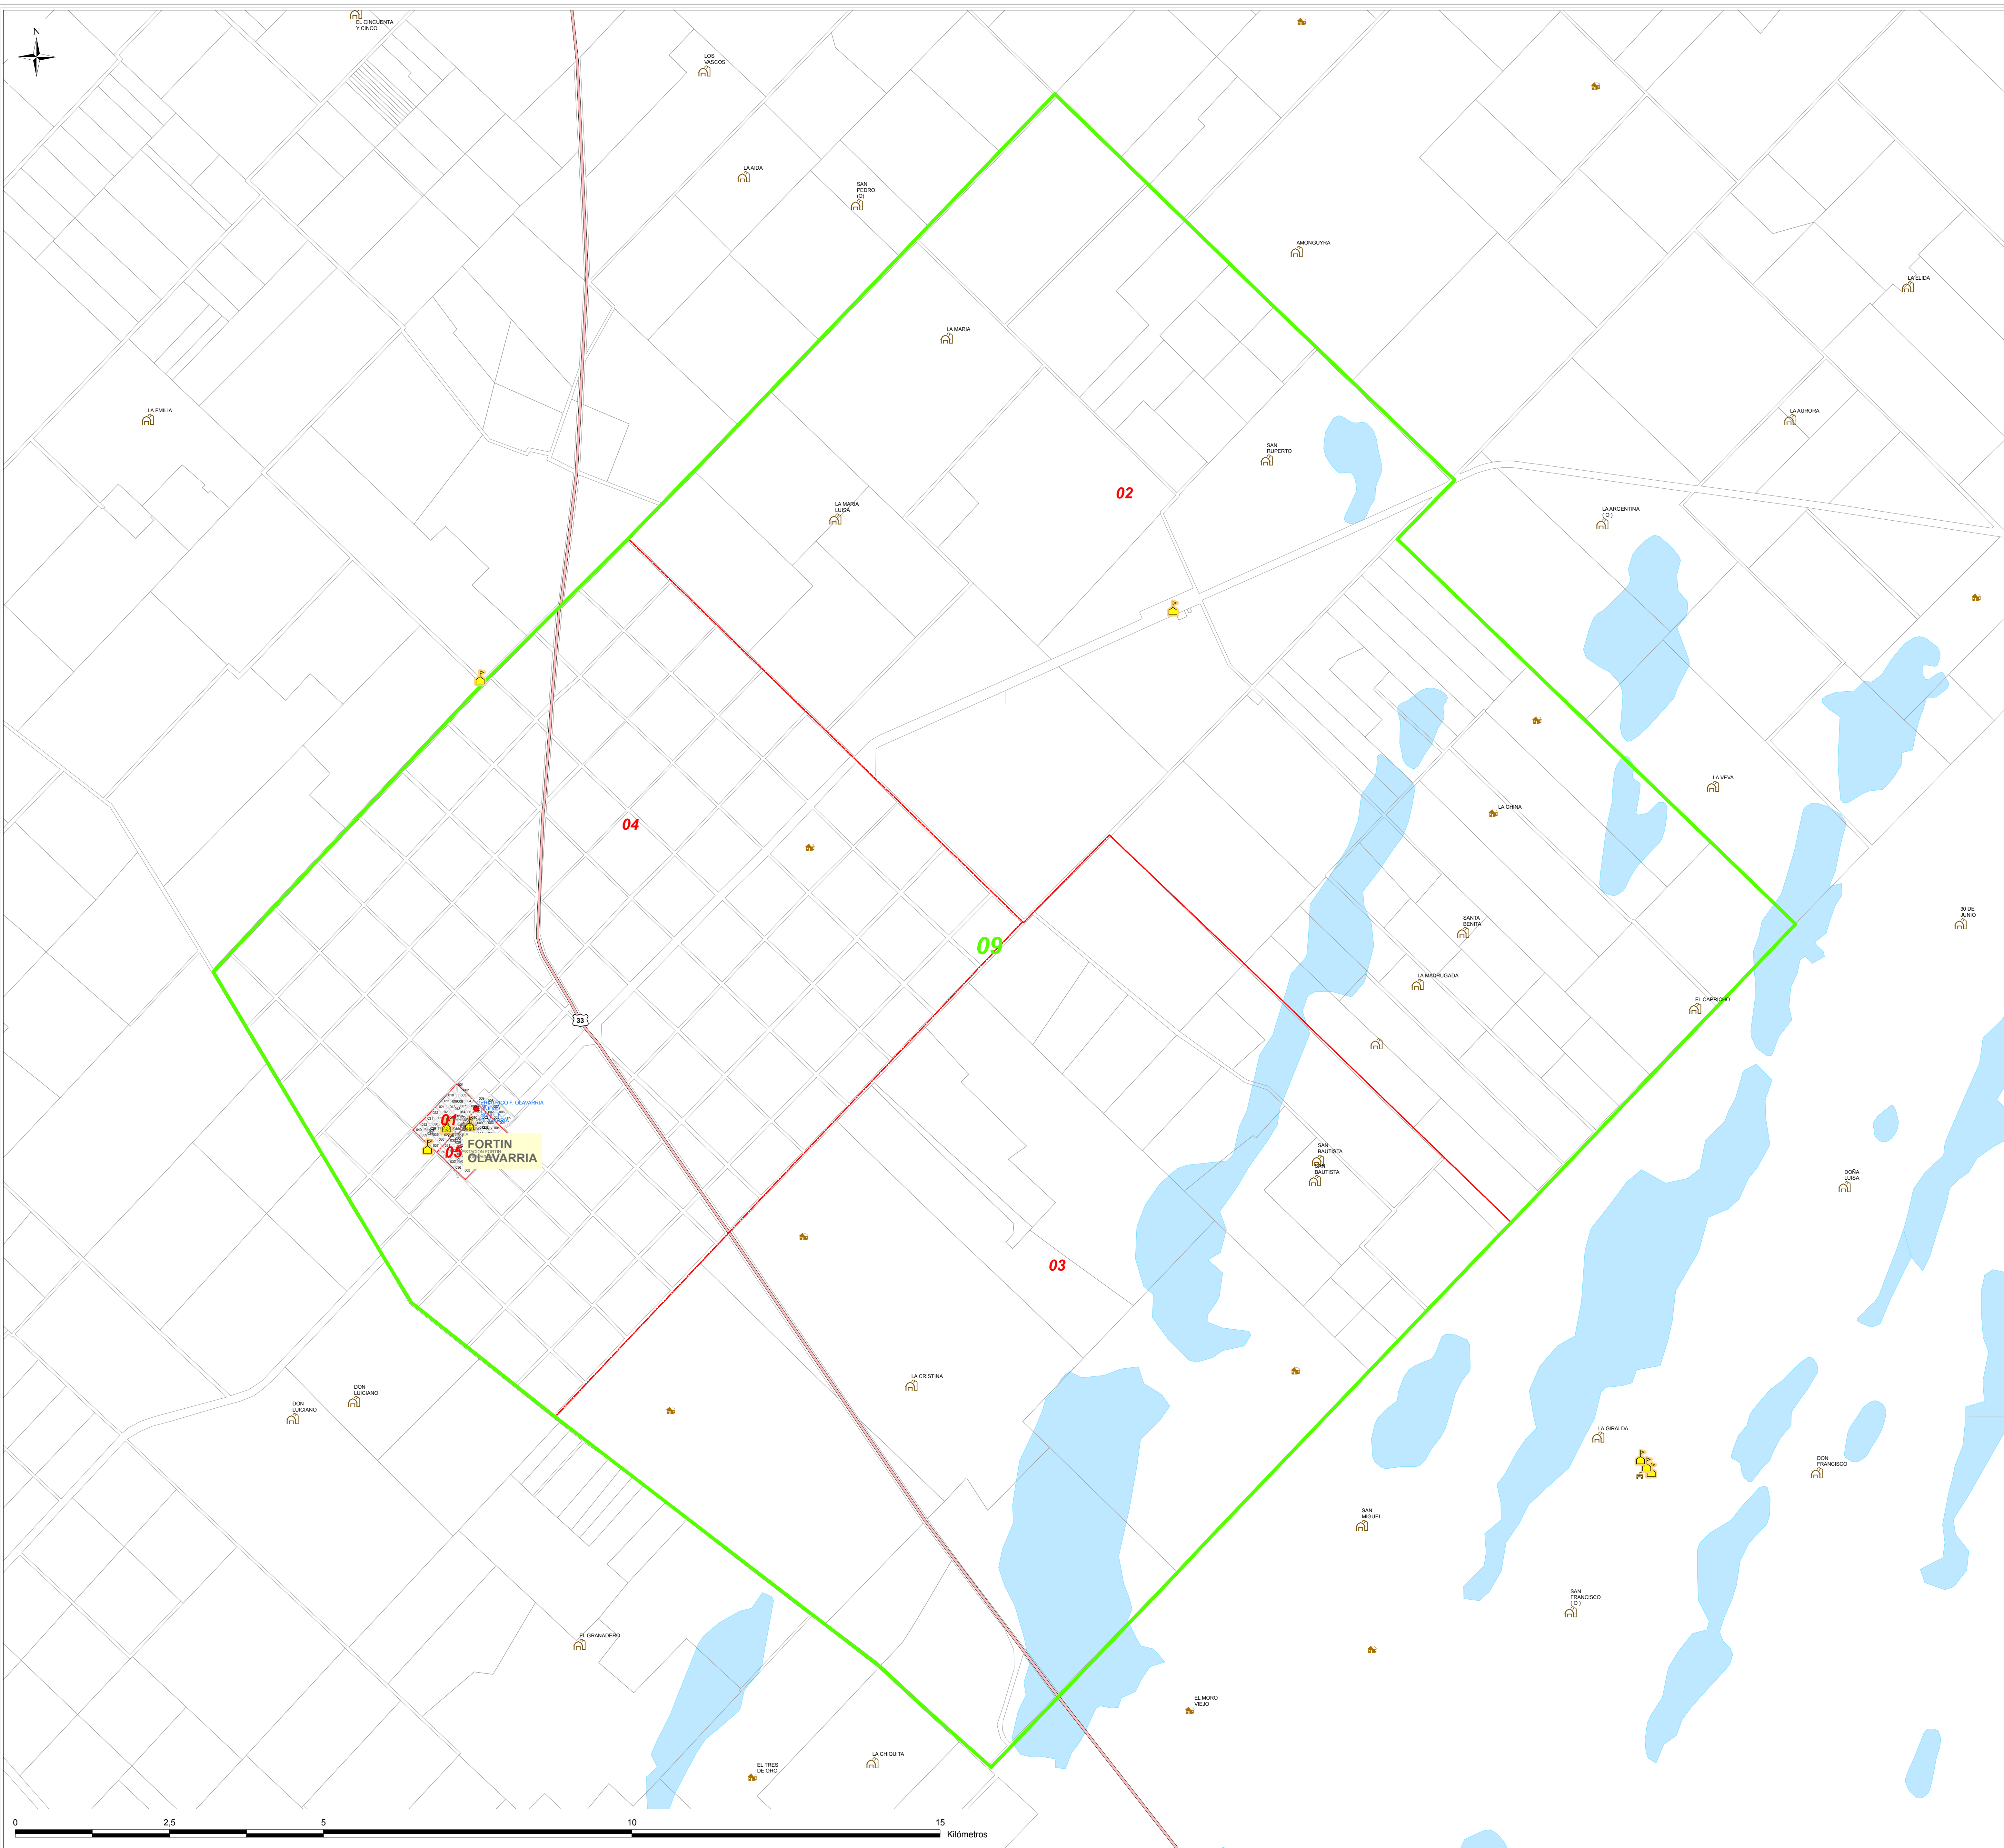 N
EL CINCUENTA
Y CINCO
LOS
VASCOS
LA AIDA
SAN
PEDRO
(D)
AMONGUYRA
LA ELIDA
LA MARIA
LA EMILIA
LA AURORA
SAN
RUPERTO
02
LA MARIA
LUISA
LA ARGENTINA
( O )
LA VEVA
LA CHINA
04
30 DE
JUNIO
SANTA
BENITA
09
LA MADRUGADA
EL CAPRICHO
33
01
05
FORTIN
OLAVARRIA
SAN
BAUTISTA
SAN
BAUTISTA
DOÑA
LUISA
03
LA CRISTINA
DON
LUICIANO
DON
LUICIANO
LA GIRALDA
DON
FRANCISCO
SAN
MIGUEL
SAN
FRANCISCO
( O )
EL GRANADERO
EL MORO
VIEJO
LA CHIQUITA
EL TRES
DE ORO
0 2,5 5 10 15
Kilómetros